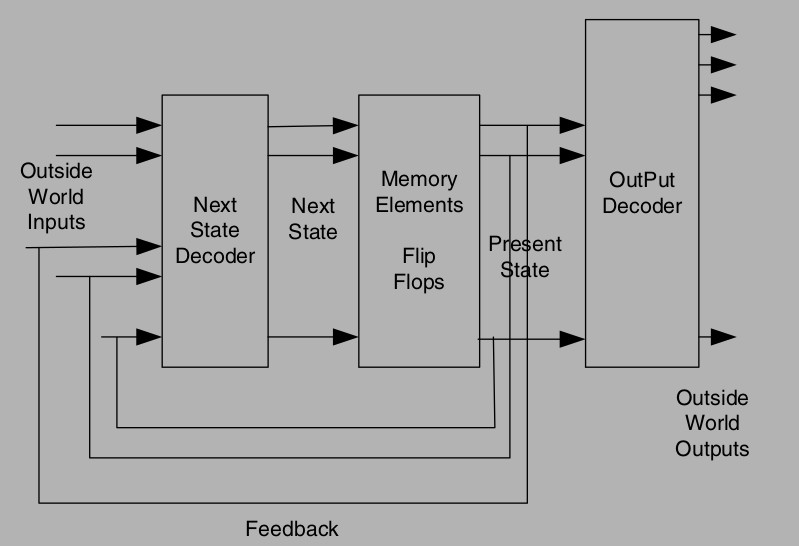 Outside
World
Inputs
Next
State
Decoder
Next
State
Memory
Elements
Flip
Flops
Present
State
OutPut
Decoder
Outside
World
Outputs
Feedback